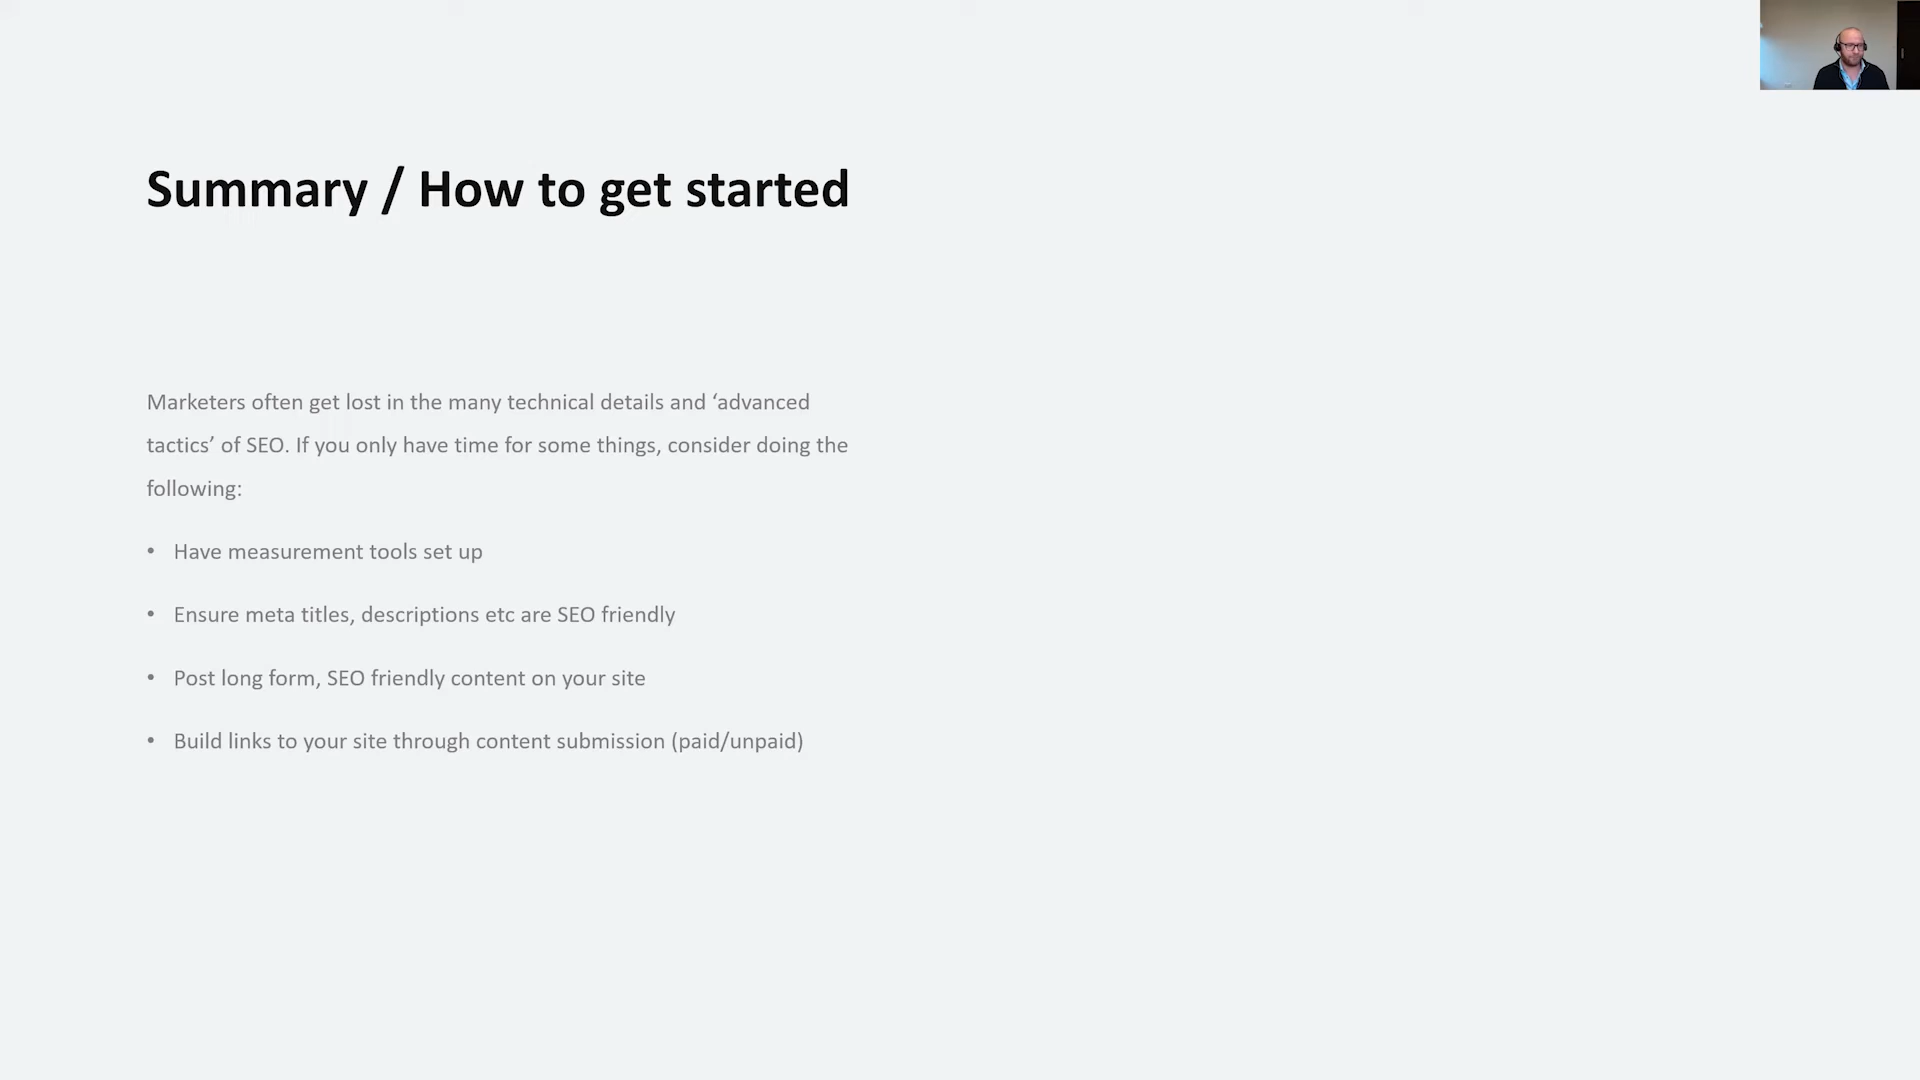 Summary / How to get started
Marketers often get lost in the many technical details and ‘advanced
tactics’ of SEO. If you only have time for some things, consider doing the
following:
• Have measurement tools set up
• Ensure meta titles, descriptions etc are SEO friendly
• Post long form, SEO friendly content on your site
• Build links to your site through content submission (paid/unpaid)